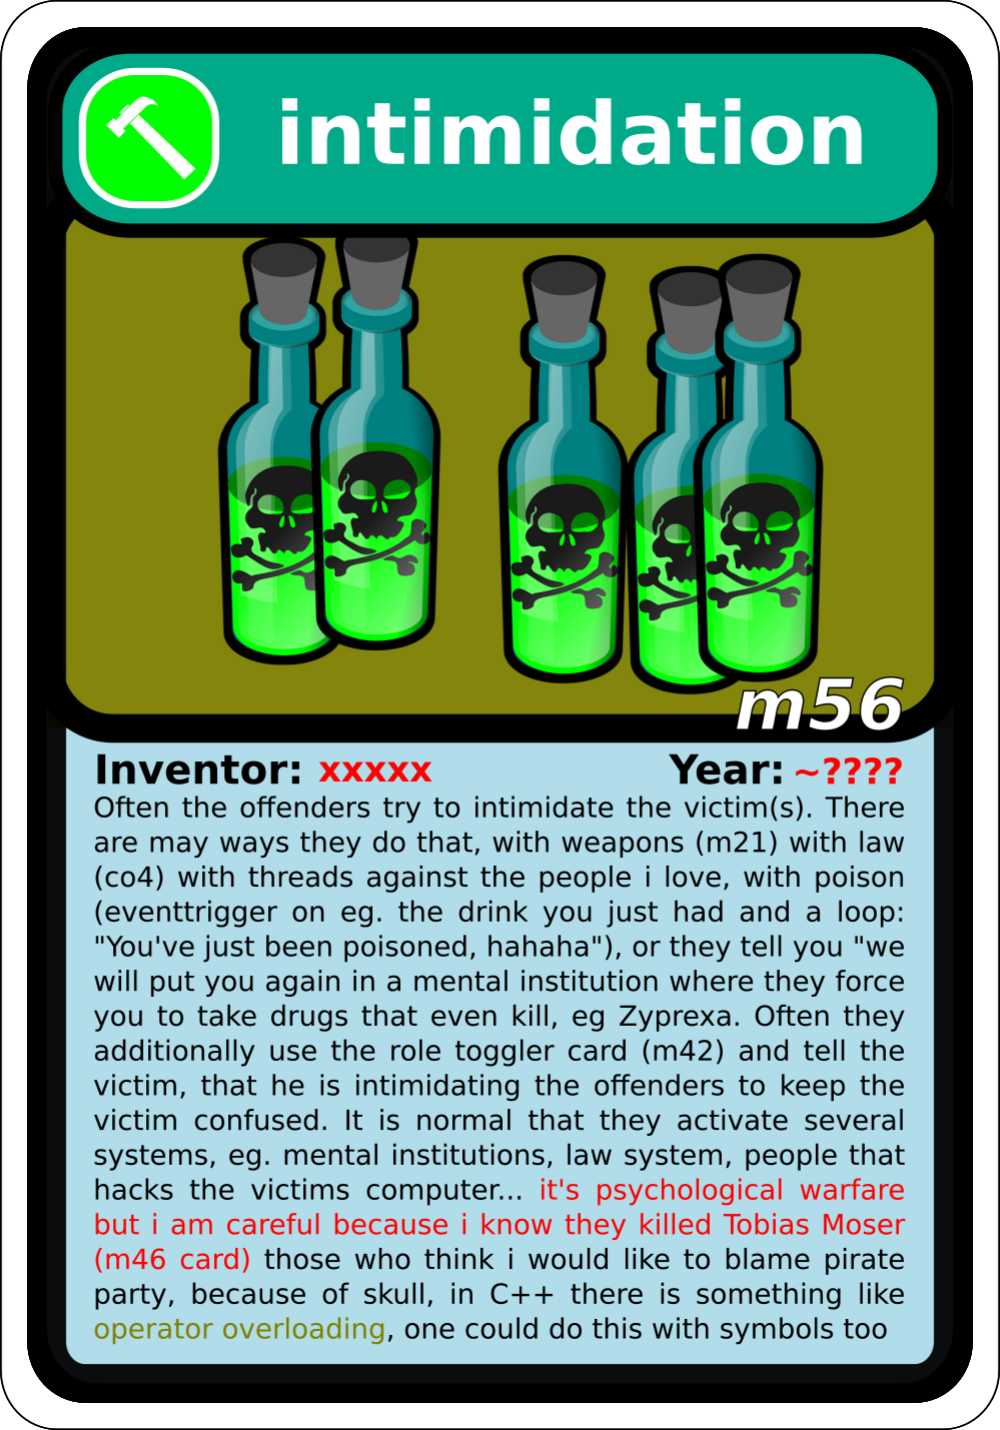 intimidation
m56
Inventor: xxxxx Year: ~????
Often the offenders try to intimidate the victim(s). There
are may ways they do that, with weapons (m21) with law
(co4) with threads against the people i love, with poison
(eventtrigger on eg. the drink you just had and a loop:
"You've just been poisoned, hahaha"), or they tell you "we
will put you again in a mental institution where they force
you to take drugs that even kill, eg Zyprexa. Often they
additionally use the role toggler card (m42) and tell the
victim, that he is intimidating the offenders to keep the
victim confused. It is normal that they activate several
systems, eg. mental institutions, law system, people that
hacks the victims computer... it's psychological warfare
but i am careful because i know they killed Tobias Moser
(m46 card) those who think i would like to blame pirate
party, because of skull, in C++ there is something like
operator overloading, one could do this with symbols too